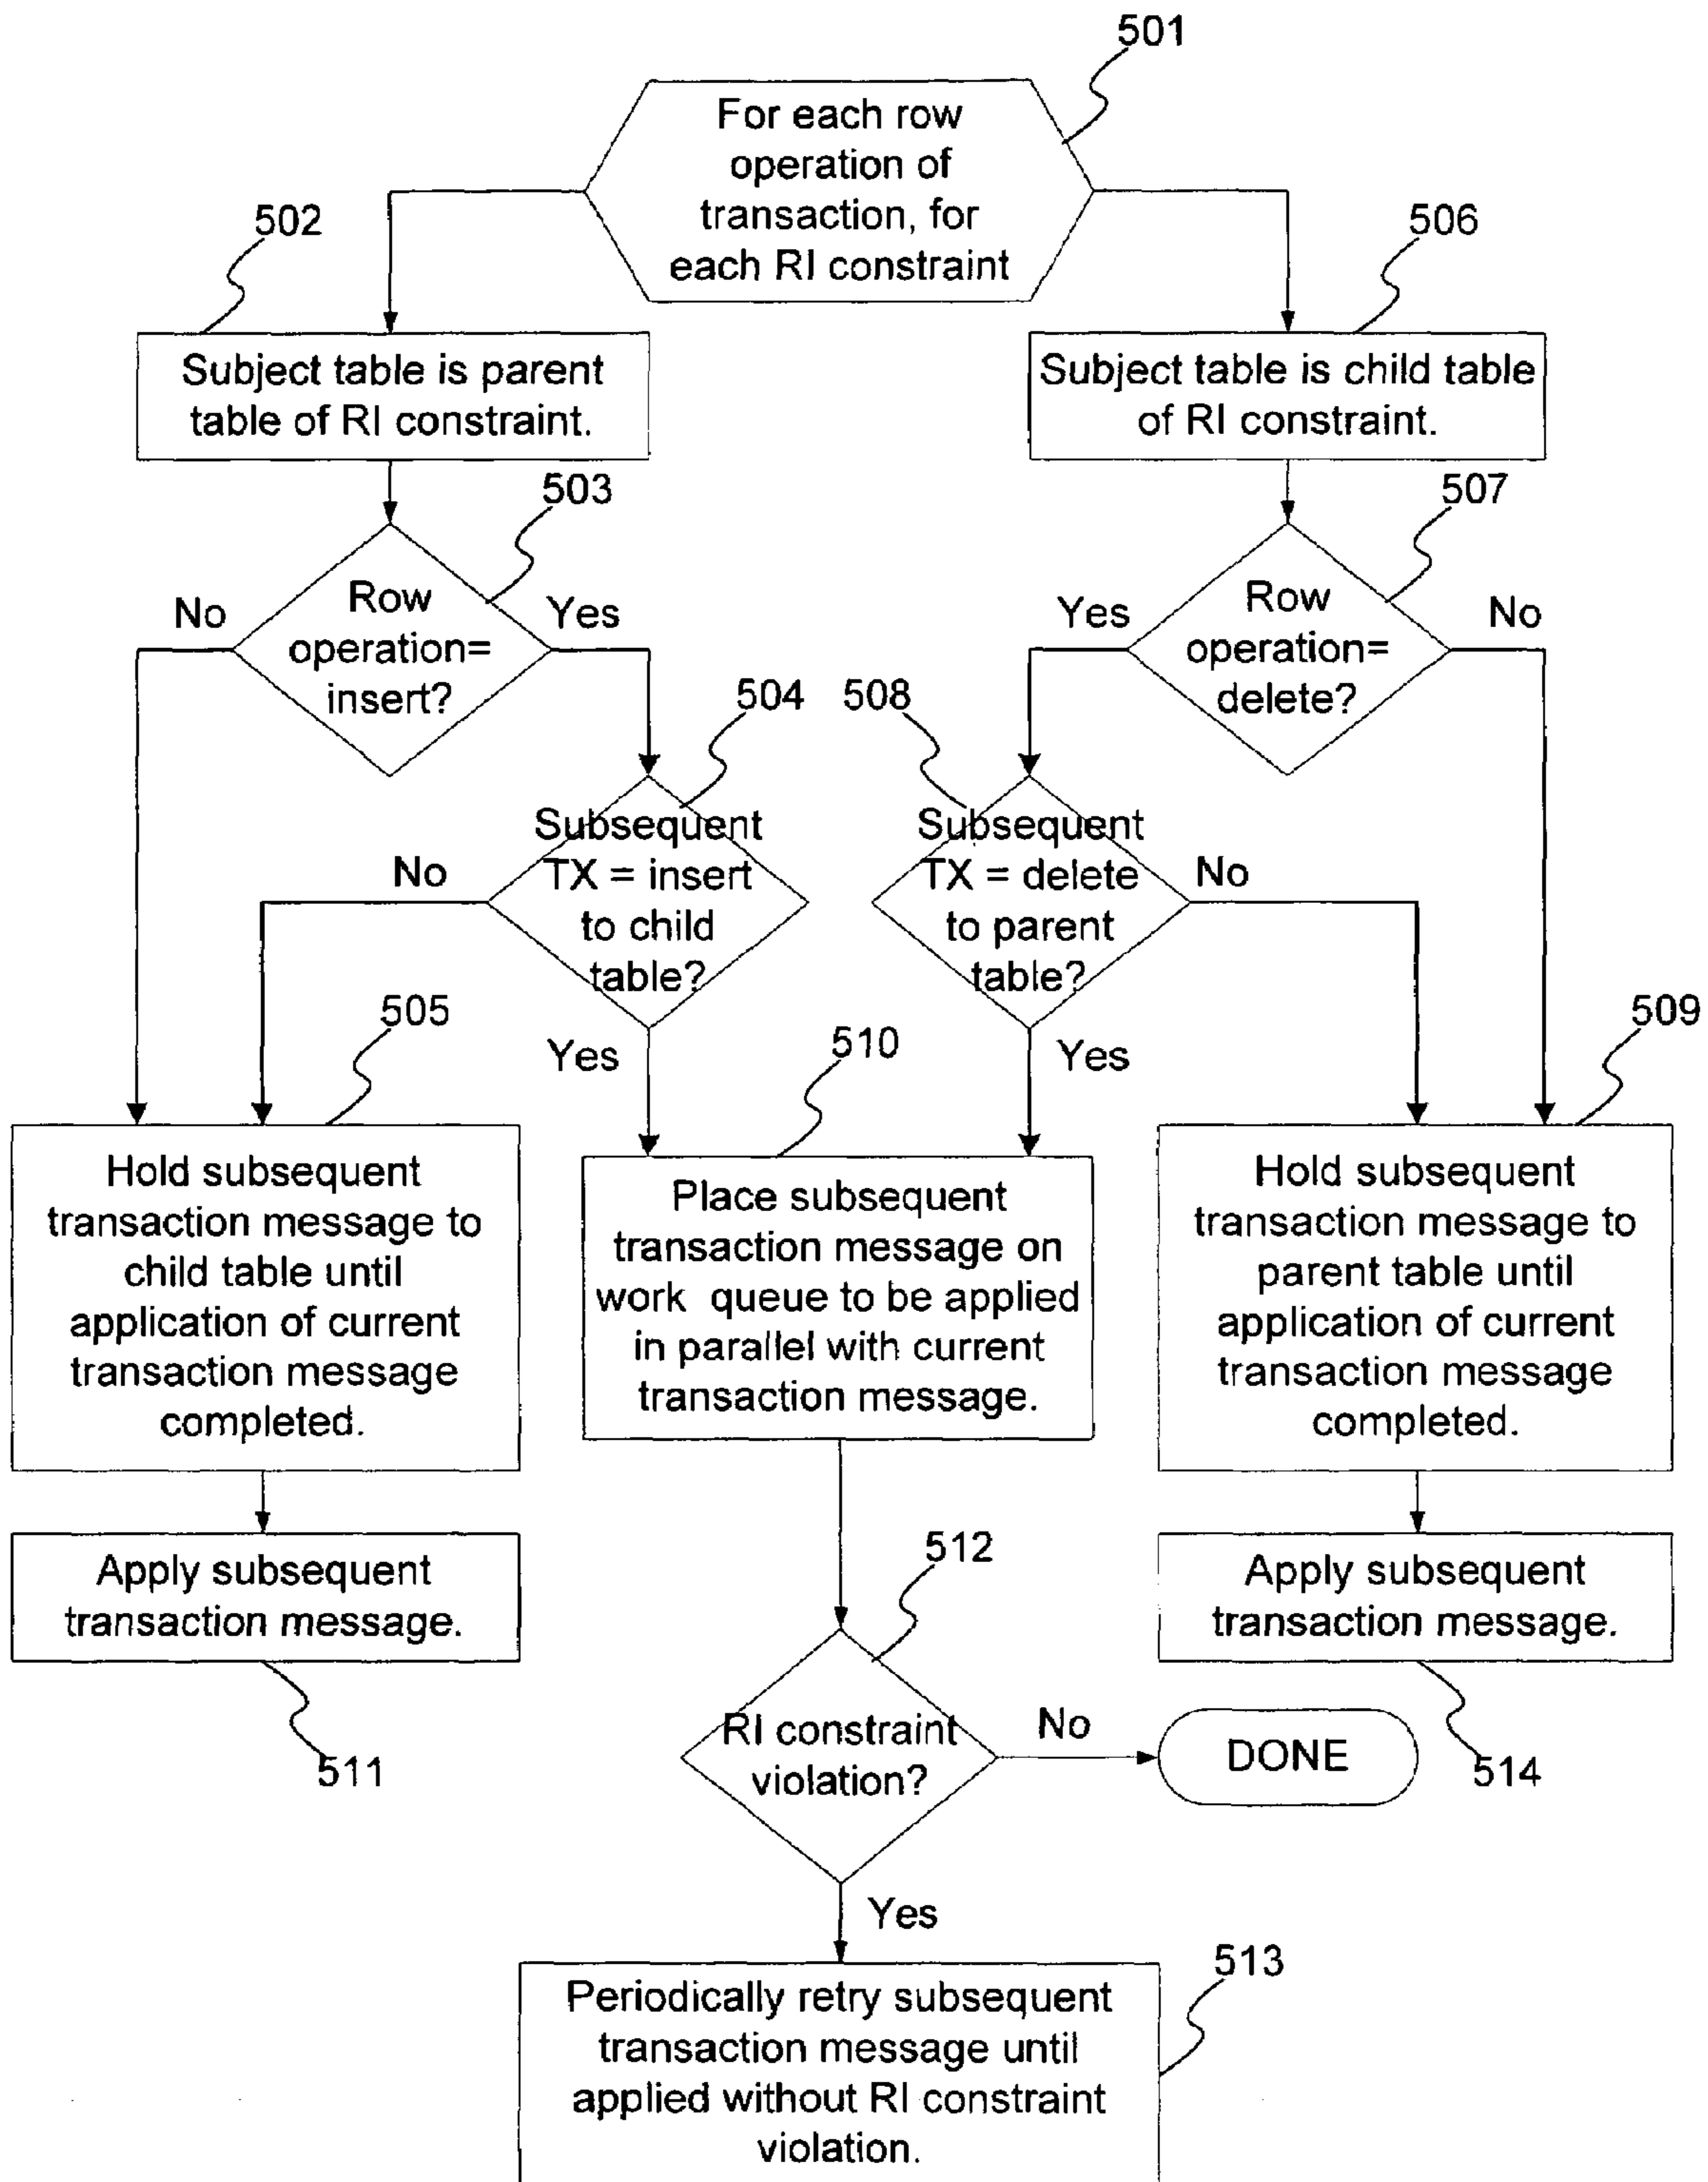 501
For each row
operation of
transaction, for
each RI constraint
502
506
Subject table is parent
table of RI constraint.
Subject table is child table
of RI constraint.
503
507
No
Row
operation=
insert?
Yes
Yes
Row
operation=
delete?
No
504
508
No
Subsequent
TX = insert
to child
table?
Subsequent
TX = delete
to parent
table?
No
505
Yes
510
Yes
509
Hold subsequent
transaction message to
child table until
application of current
transaction message
completed.
Place subsequent
transaction message on
work queue to be applied
in parallel with current
transaction message.
Hold subsequent
transaction message to
parent table until
application of current
transaction message
completed.
Apply subsequent
transaction message.
512
Apply subsequent
transaction message.
511
RI constraint
violation?
No
DONE
514
Yes
513
Periodically retry subsequent
transaction message until
applied without RI constraint
violation.